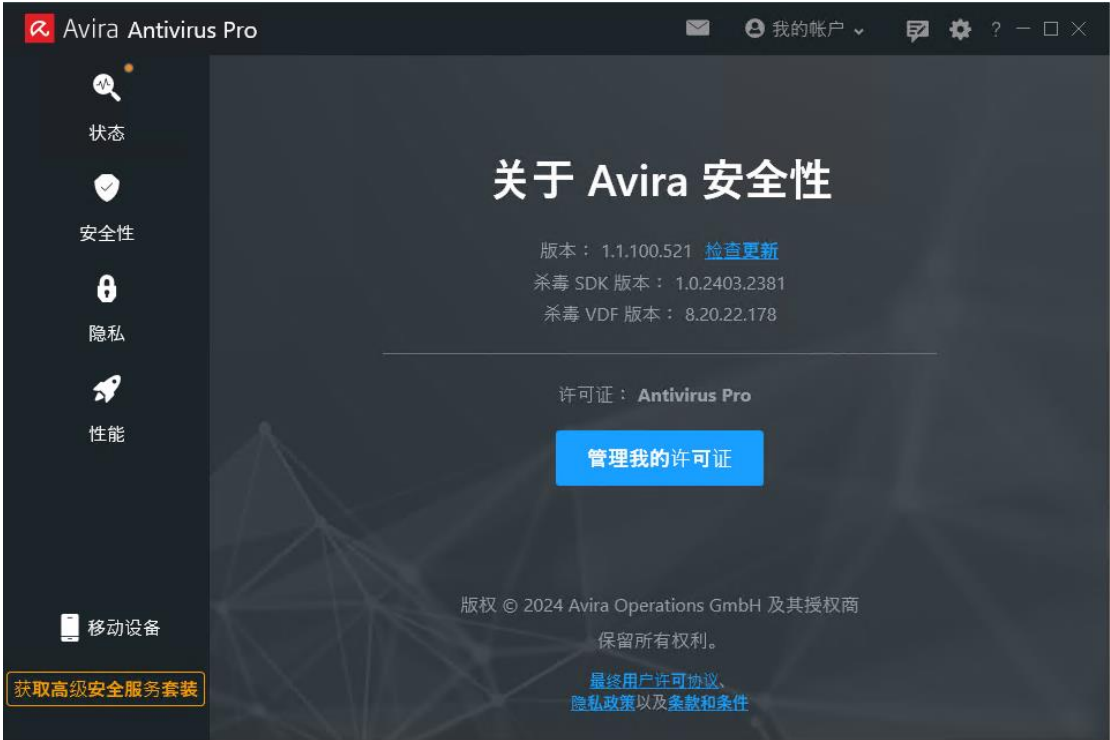 Avira Antivirus Pro
我的帐户
?
状态
安全性
隐私
性能
移动设备
获取高级安全服务套装
关于 Avira 安全性
版本： 1.1.100.521 检查更新
杀毒 SDK 版本： 1.0.2403.2381
杀毒 VDF 版本： 8.20.22.178
许可证： Antivirus Pro
管理我的许可证
版权 © 2024 Avira Operations GmbH 及其授权商
保留所有权利。
最终用户许可协议、
隐私政策以及条款和条件